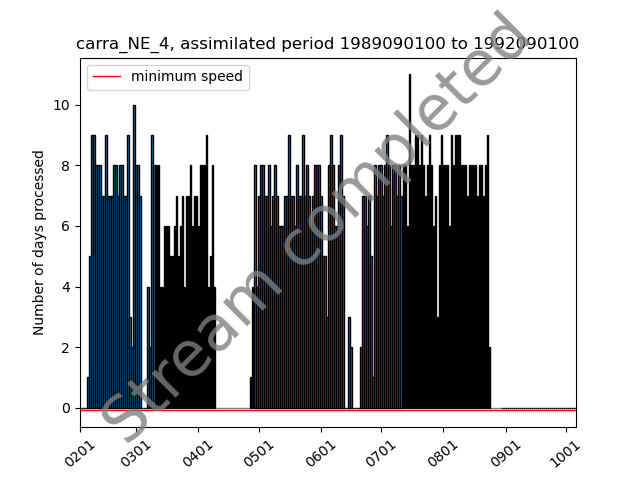 carra_NE_4, assimilated period 1989090100 to 1992090100
minimum speed
Number of days processed
10
8
6
4
2
0
0201 0301 0401 0501 0601 0701 0801 0901 1001
Stream completed